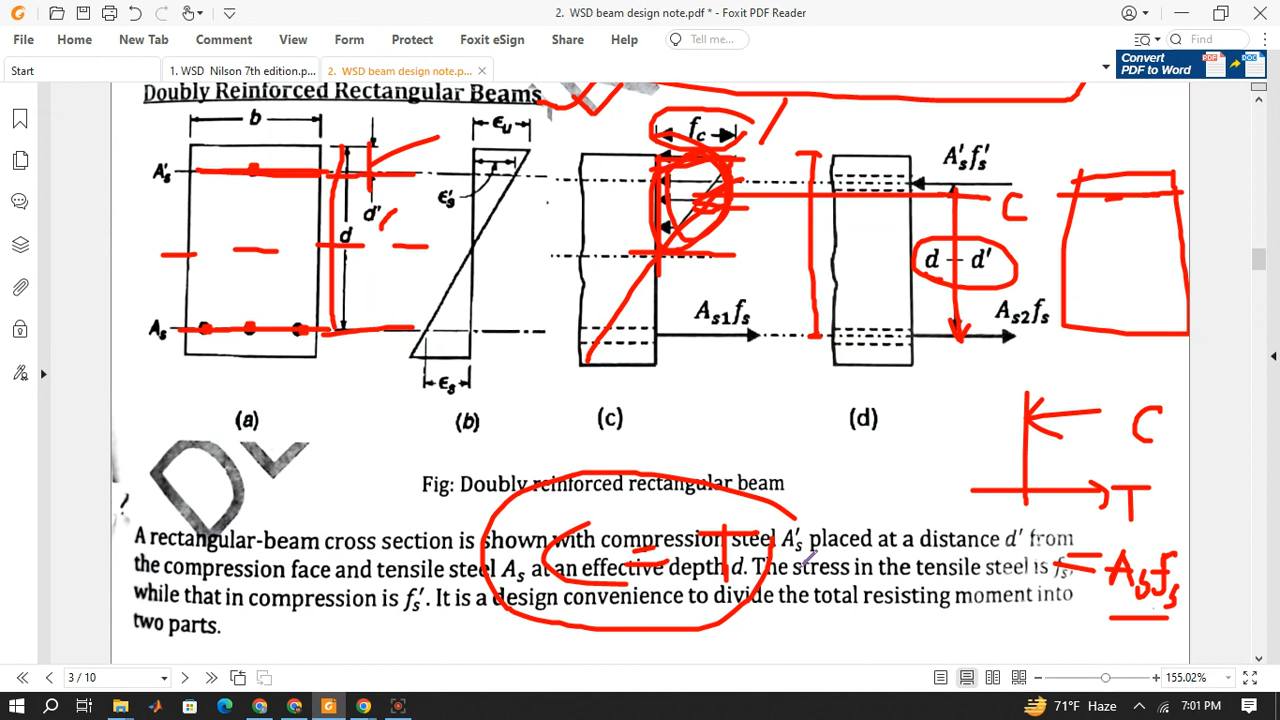 2. WSD beam design note.pdf * - Foxit PDF Reader
File Home New Tab Comment View Form Protect Foxit eSign Share Help Tell me... Find
Start 1. WSD Nilson 7th edition.p... 2. WSD beam design note.p...
Convert
PDF to Word
Doubly Reinforced Rectangular Beams
b
ϵu
fc
A's
A's f's
ϵ's
d'
d
C
d - d'
As
As1fs
As2fs
ϵs
(a) (b) (c) (d)
C
T
Fig: Doubly reinforced rectangular beam
C = T
= Asfs
A rectangular-beam cross section is shown with compression steel A's placed at a distance d' from
the compression face and tensile steel As at an effective depth d. The stress in the tensile steel is fs,
while that in compression is fs'. It is a design convenience to divide the total resisting moment into
two parts.
3 / 10
155.02%
71°F Haze
7:01 PM